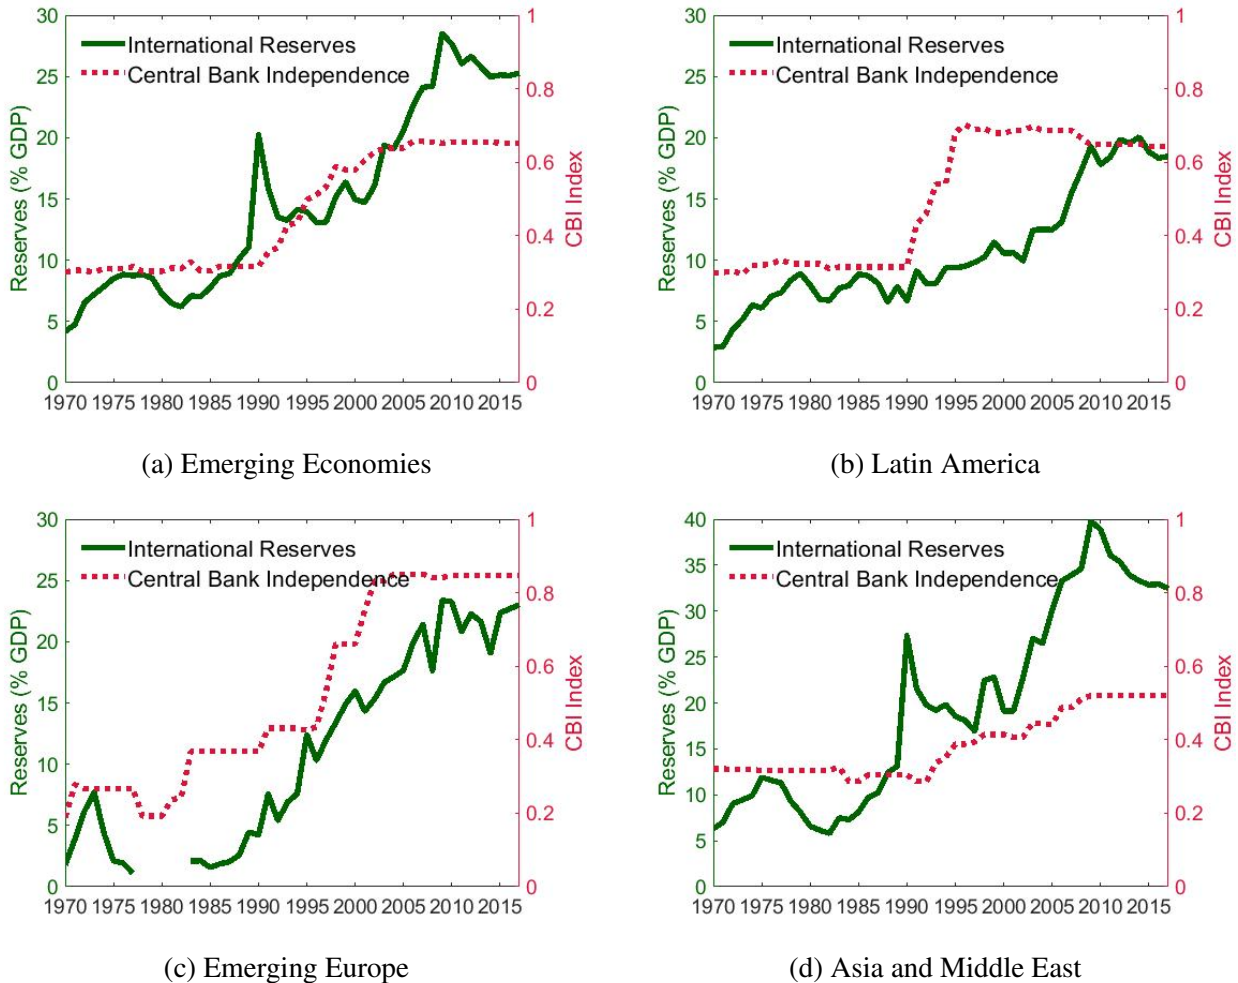 30
25
20
15
10
5
0
Reserves (% GDP)
International Reserves
Central Bank Independence
1
0.8
0.6
0.4
0.2
0
CBI Index
1970 1975 1980 1985 1990 1995 2000 2005 2010 2015
(a) Emerging Economies
30
25
20
15
10
5
0
Reserves (% GDP)
International Reserves
Central Bank Independence
1
0.8
0.6
0.4
0.2
0
CBI Index
1970 1975 1980 1985 1990 1995 2000 2005 2010 2015
(b) Latin America
30
25
20
15
10
5
0
Reserves (% GDP)
International Reserves
Central Bank Independence
1
0.8
0.6
0.4
0.2
0
CBI Index
1970 1975 1980 1985 1990 1995 2000 2005 2010 2015
(c) Emerging Europe
40
35
30
25
20
15
10
5
0
Reserves (% GDP)
International Reserves
Central Bank Independence
1
0.8
0.6
0.4
0.2
0
CBI Index
1970 1975 1980 1985 1990 1995 2000 2005 2010 2015
(d) Asia and Middle East